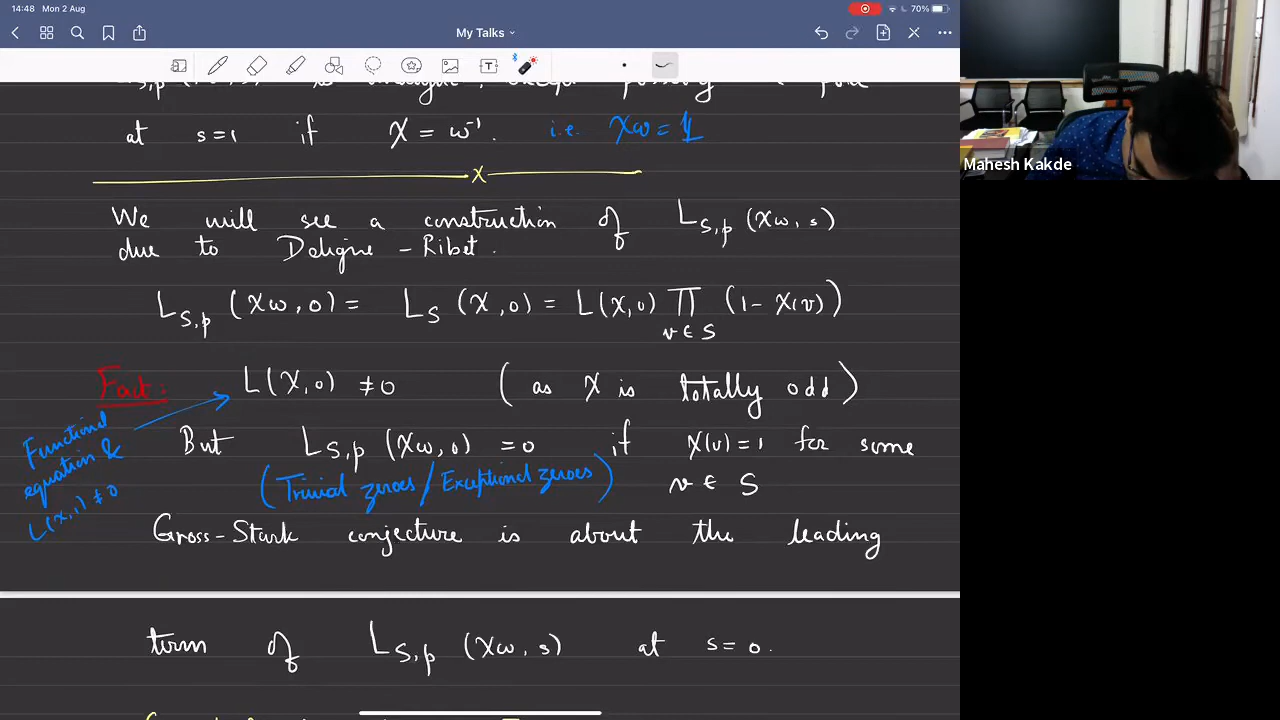 14:48 Mon 2 Aug
70%
My Talks
Mahesh Kakde
at s=1 if χ = ω⁻¹. i.e. χω = 1
x
We will see a construction of L_{S,p}(χω, s)
due to Deligne - Ribet.
L_{S,p}(χω, 0) = L_S(χ, 0) = L(χ, 0) ∏_{v∈S} (1 - χ(v))
Fact: L(χ, 0) ≠ 0 (as χ is totally odd)
Functional
equation &
L(χ, 1) ≠ 0
But L_{S,p}(χω, 0) = 0 if χ(v) = 1 for some
(Trivial zeroes / Exceptional zeroes) v ∈ S
Gross-Stark conjecture is about the leading
term of L_{S,p}(χω, s) at s = 0.